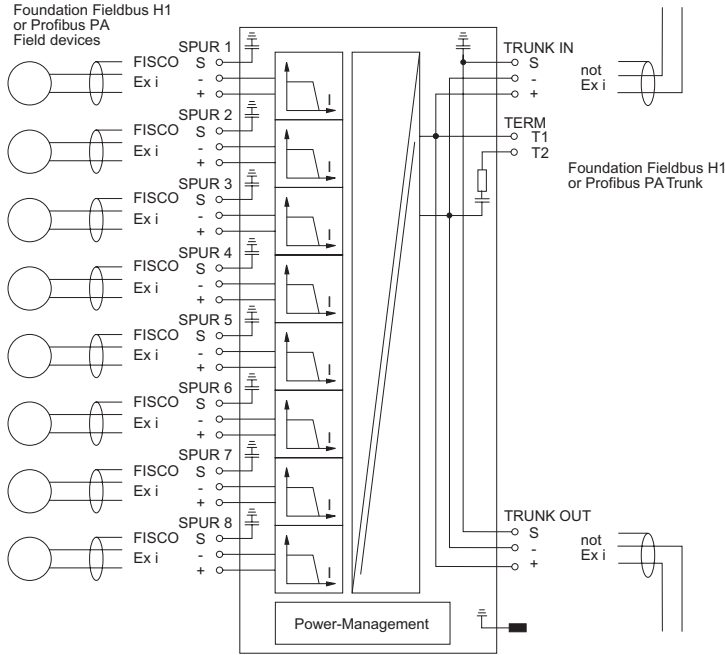 Foundation Fieldbus H1
or Profibus PA
Field devices
SPUR 1
FISCO S
Ex i -
+
I
SPUR 2
FISCO S
Ex i -
+
I
SPUR 3
FISCO S
Ex i -
+
I
SPUR 4
FISCO S
Ex i -
+
I
SPUR 5
FISCO S
Ex i -
+
I
SPUR 6
FISCO S
Ex i -
+
I
SPUR 7
FISCO S
Ex i -
+
I
SPUR 8
FISCO S
Ex i -
+
I
Power-Management
TRUNK IN
S
-
+
not
Ex i
TERM
T1
T2
Foundation Fieldbus H1
or Profibus PA Trunk
TRUNK OUT
S
-
+
not
Ex i